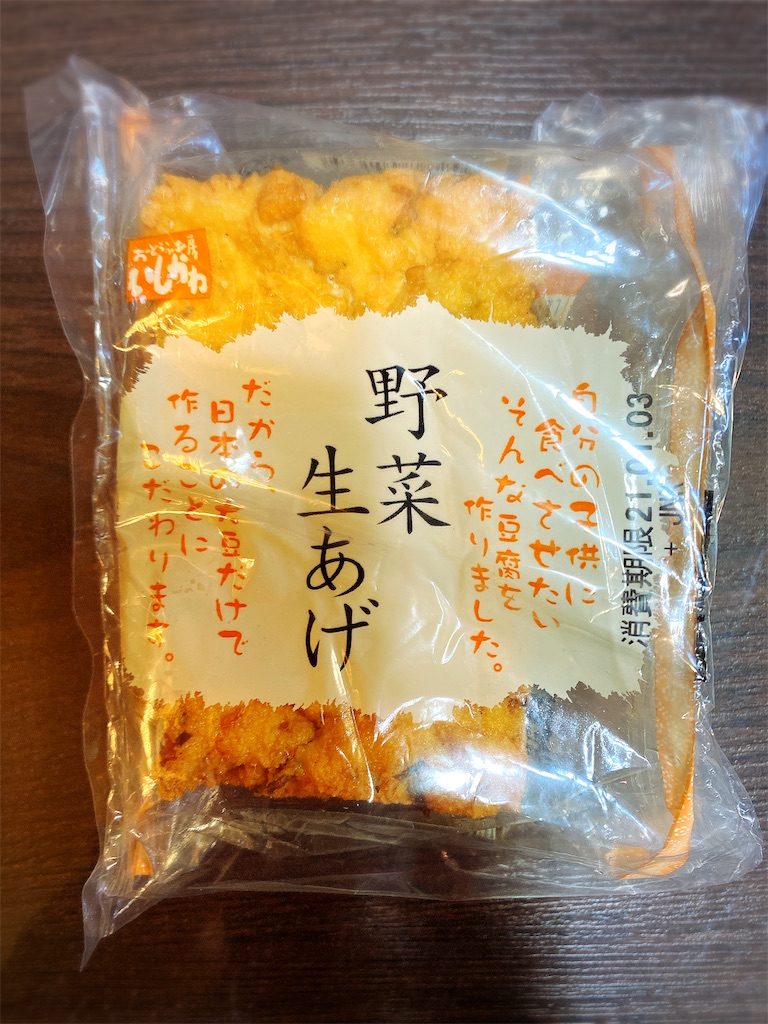 おとうふ工房
いしかわ
自分の子供に
食べさせたい
そんな豆腐を
作りました。
野菜
生あげ
だから、
日本の大豆だけで
作ることに
こだわります。
消費期限21.01.03